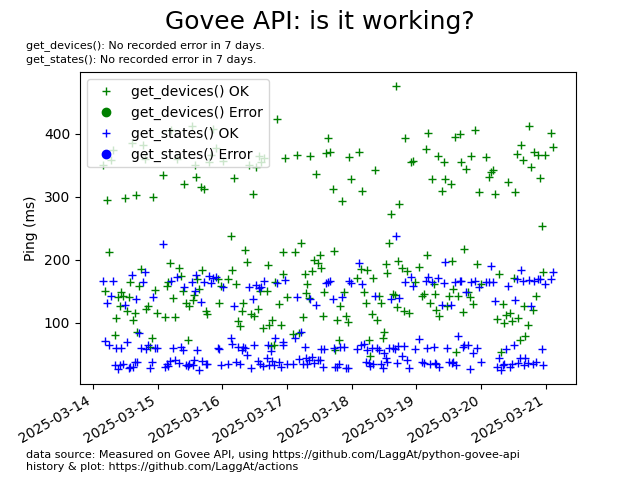 Govee API: is it working?
get_devices(): No recorded error in 7 days.
get_states(): No recorded error in 7 days.
get_devices() OK
get_devices() Error
get_states() OK
get_states() Error
Ping (ms)
400
300
200
100
2025-03-14
2025-03-15
2025-03-16
2025-03-17
2025-03-18
2025-03-19
2025-03-20
2025-03-21
data source: Measured on Govee API, using https://github.com/LaggAt/python-govee-api
history & plot: https://github.com/LaggAt/actions